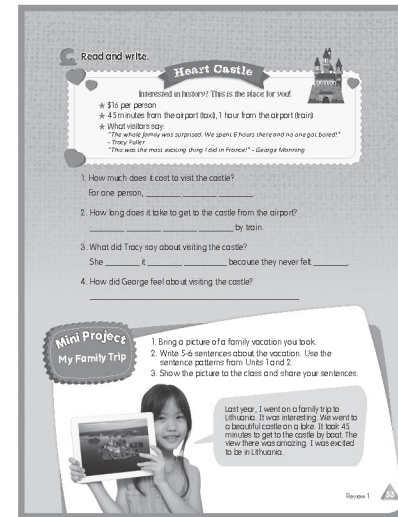 C Read and write.
Heart Castle
Interested in history? This is the place for you!
★ $16 per person
★ 45 minutes from the airport (taxi), 1 hour from the airport (train)
★ What visitors say:
"The whole family was surprised. We spent 6 hours there and no one got bored!"
- Tracy Fuller
"This was the most exciting thing I did in France!" - George Manning
1. How much does it cost to visit the castle?
For one person, ________ ________ ________.
2. How long does it take to get to the castle from the airport?
________ ________ ________ ________ by train.
3. What did Tracy say about visiting the castle?
She ________ it ________ ________ because they never felt ________.
4. How did George feel about visiting the castle?
________________________________
Mini Project
My Family Trip
1. Bring a picture of a family vacation you took.
2. Write 5-6 sentences about the vacation. Use the
sentence patterns from Units 1 and 2.
3. Show the picture to the class and share your sentences.
Last year, I went on a family trip to
Lithuania. It was interesting. We went to
a beautiful castle on a lake. It took 45
minutes to get to the castle by boat. The
view there was amazing. I was excited
to be in Lithuania.
Review 1 33